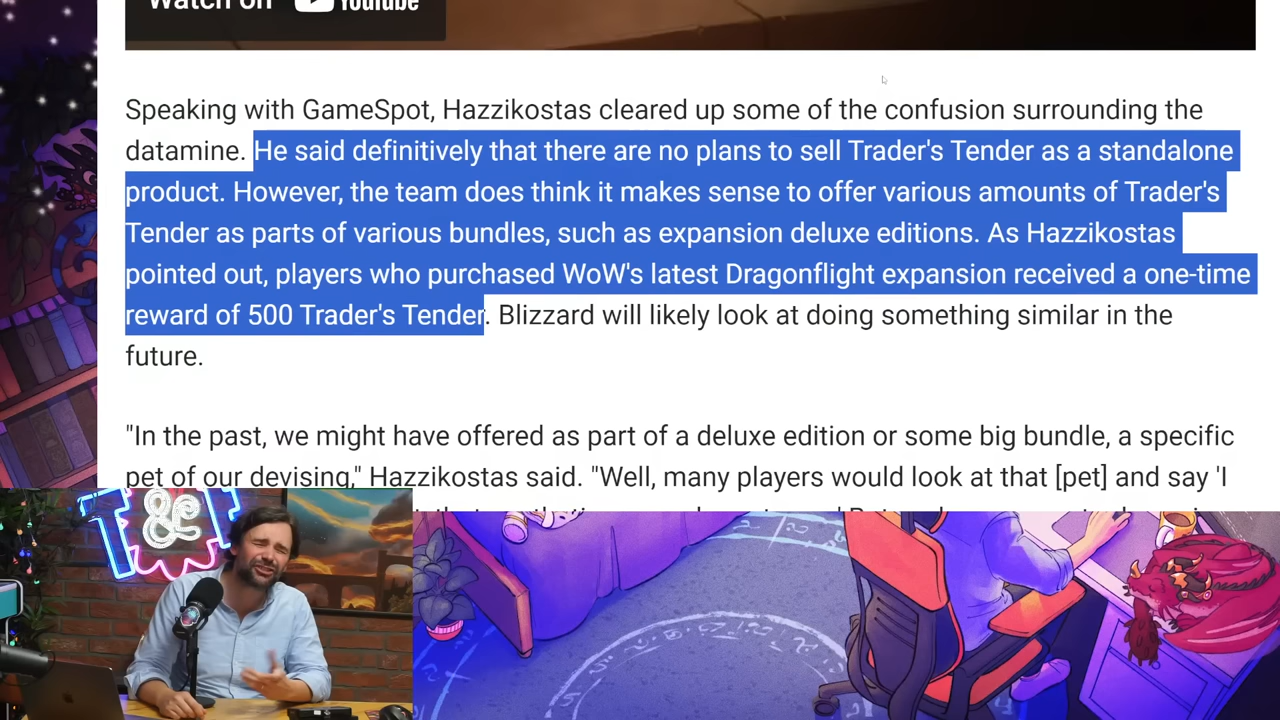 Watch on YouTube
Speaking with GameSpot, Hazzikostas cleared up some of the confusion surrounding the
datamine. He said definitively that there are no plans to sell Trader's Tender as a standalone
product. However, the team does think it makes sense to offer various amounts of Trader's
Tender as parts of various bundles, such as expansion deluxe editions. As Hazzikostas
pointed out, players who purchased WoW's latest Dragonflight expansion received a one-time
reward of 500 Trader's Tender. Blizzard will likely look at doing something similar in the
future.
"In the past, we might have offered as part of a deluxe edition or some big bundle, a specific
pet of our devising," Hazzikostas said. "Well, many players would look at that [pet] and say 'I
T&E